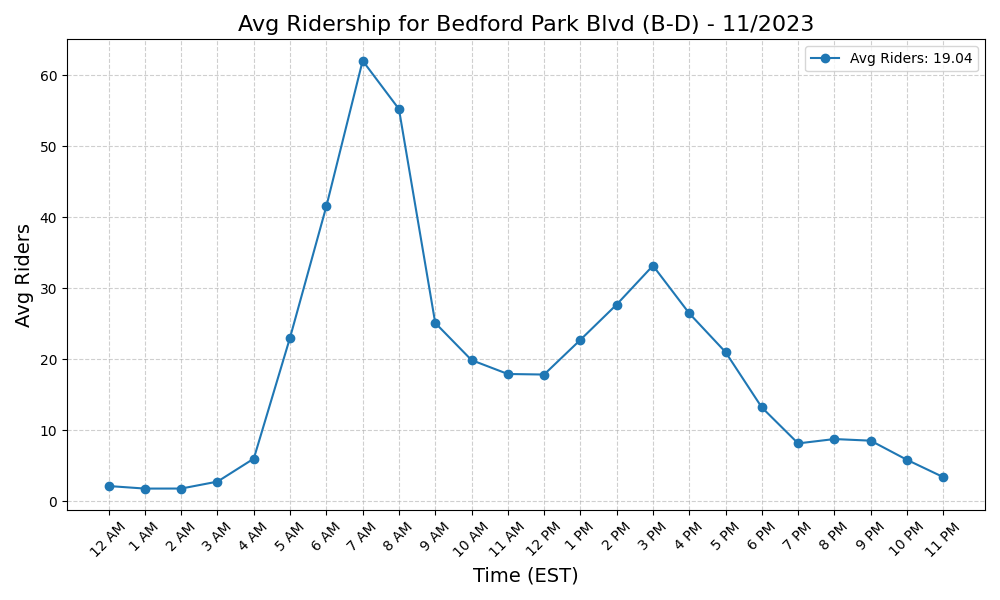 Avg Ridership for Bedford Park Blvd (B-D) - 11/2023
Avg Riders: 19.04
Avg Riders
60
50
40
30
20
10
0
12 AM
1 AM
2 AM
3 AM
4 AM
5 AM
6 AM
7 AM
8 AM
9 AM
10 AM
11 AM
12 PM
1 PM
2 PM
3 PM
4 PM
5 PM
6 PM
7 PM
8 PM
9 PM
10 PM
11 PM
Time (EST)